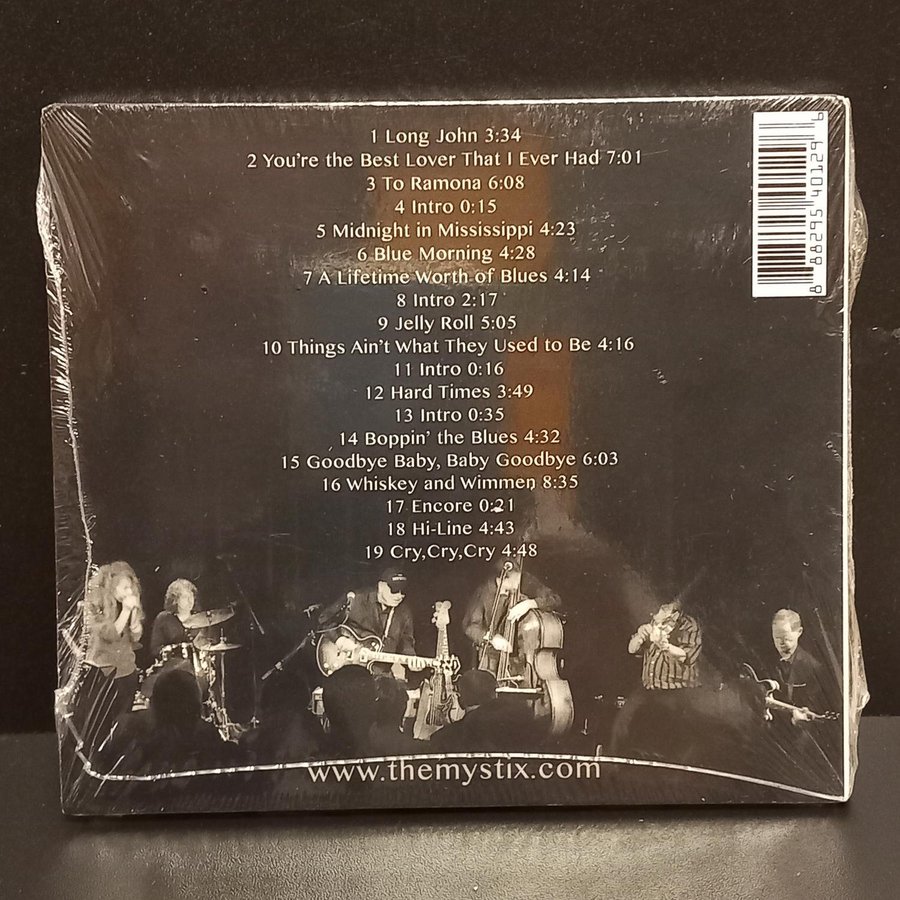 1 Long John 3:34
2 You're the Best Lover That I Ever Had 7:01
3 To Ramona 6:08
4 Intro 0:15
5 Midnight in Mississippi 4:23
6 Blue Morning 4:28
7 A Lifetime Worth of Blues 4:14
8 Intro 2:17
9 Jelly Roll 5:05
10 Things Ain't What They Used to Be 4:16
11 Intro 0:16
12 Hard Times 3:49
13 Intro 0:35
14 Boppin' the Blues 4:32
15 Goodbye Baby, Baby Goodbye 6:03
16 Whiskey and Wimmen 8:35
17 Encore 0:21
18 Hi-Line 4:43
19 Cry,Cry,Cry 4:48
www.themystix.com
8 88295 40129 6